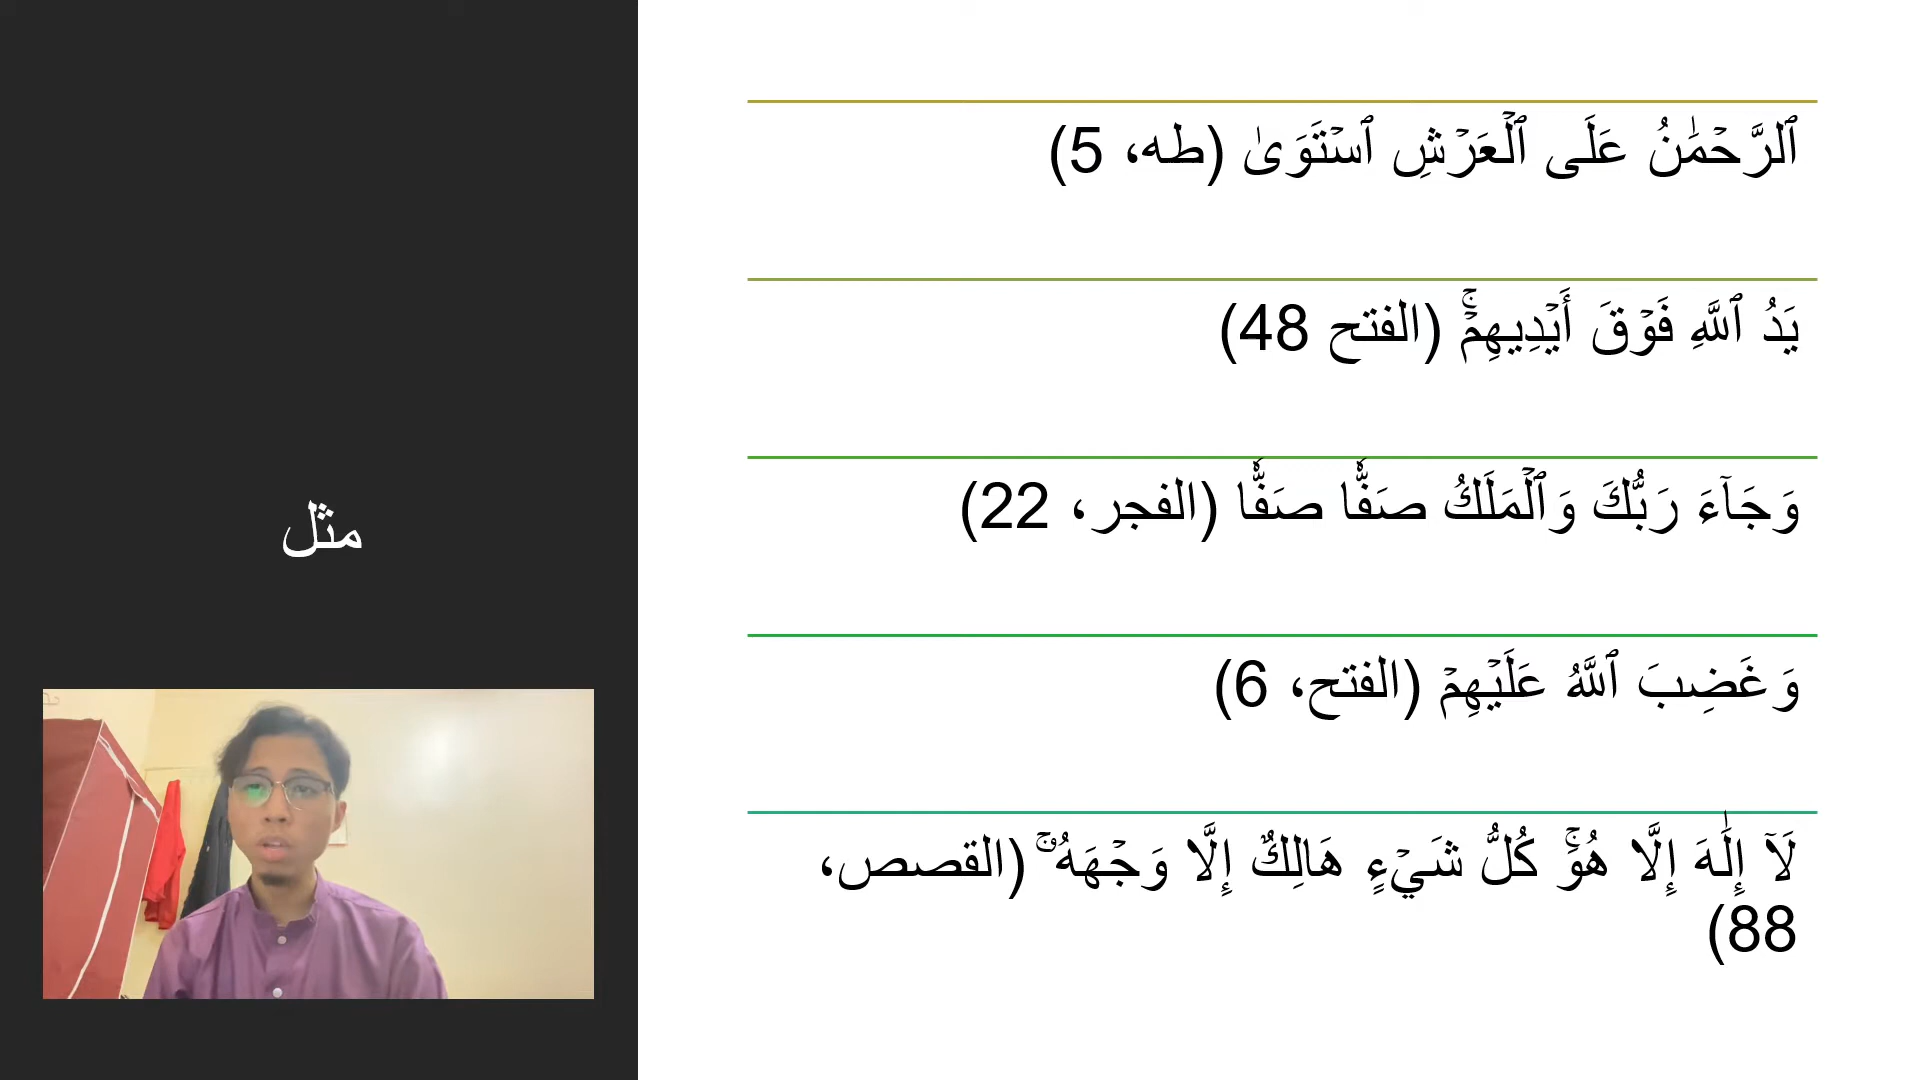 مثل
ٱلرَّحۡمَٰنُ عَلَى ٱلۡعَرۡشِ ٱسۡتَوَىٰ (طه، 5)
يَدُ ٱللَّهِ فَوۡقَ أَيۡدِيهِمۡۚ (الفتح 48)
وَجَآءَ رَبُّكَ وَٱلۡمَلَكُ صَفّٗا صَفّٗا (الفجر، 22)
وَغَضِبَ ٱللَّهُ عَلَيۡهِمۡ (الفتح، 6)
لَآ إِلَٰهَ إِلَّا هُوَۚ كُلُّ شَيۡءٍ هَالِكٌ إِلَّا وَجۡهَهُۥۚ (القصص،
88)